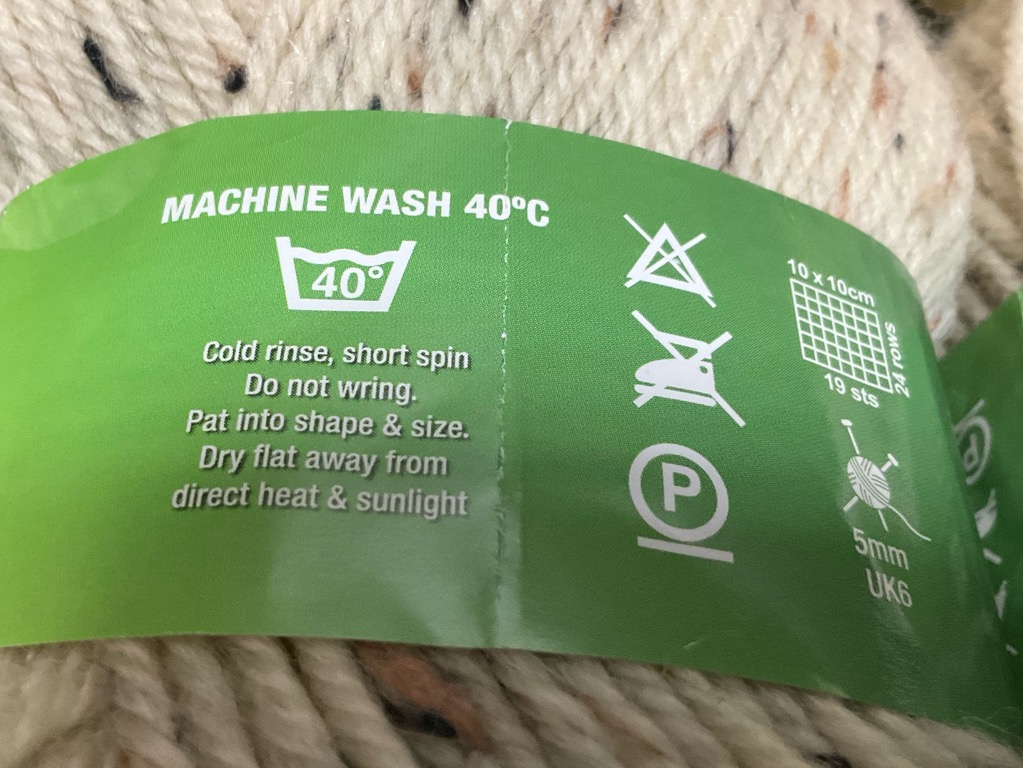 MACHINE WASH 40ºC
40°
Cold rinse, short spin
Do not wring.
Pat into shape & size.
Dry flat away from
direct heat & sunlight
P
10 x 10cm
24 rows
19 sts
5mm
UK6
P